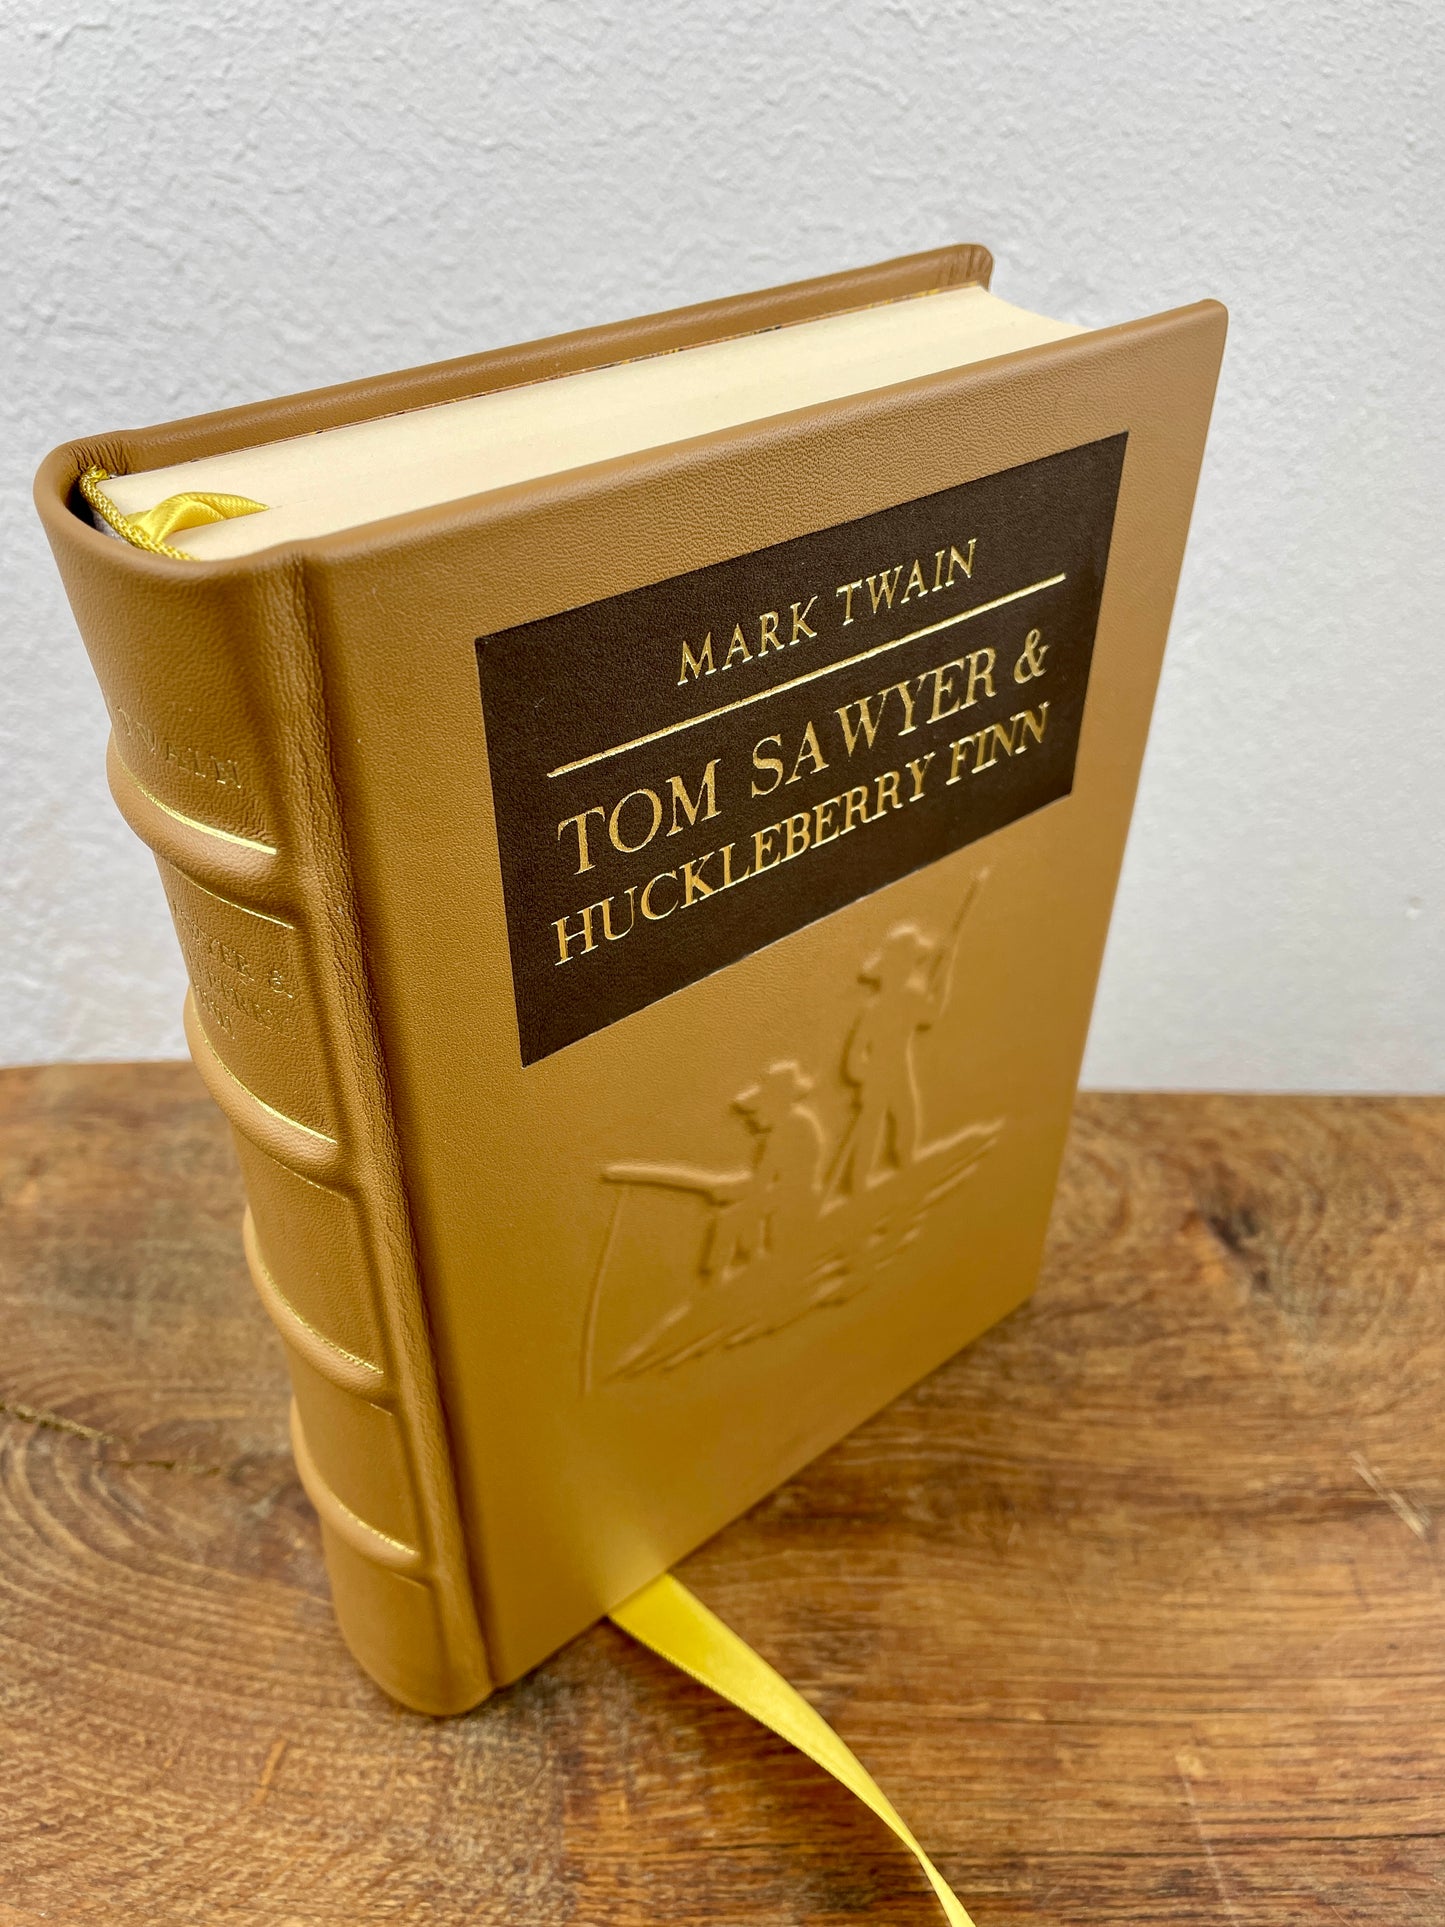 MARK TWAIN
TOM SAWYER &
HUCKLEBERRY FINN